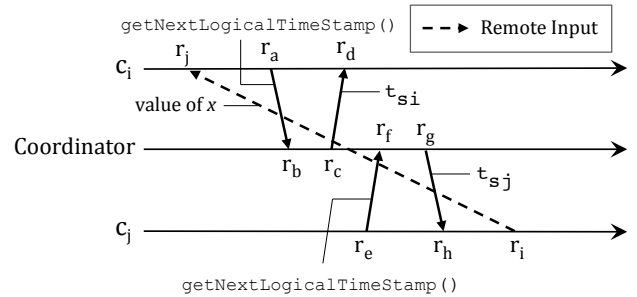 getNextLogicalTimeStamp()
Remote Input
r_j
r_a
r_d
c_i
value of x
t_si
r_f
r_g
Coordinator
r_b
r_c
t_sj
c_j
r_e
r_h
r_i
getNextLogicalTimeStamp()